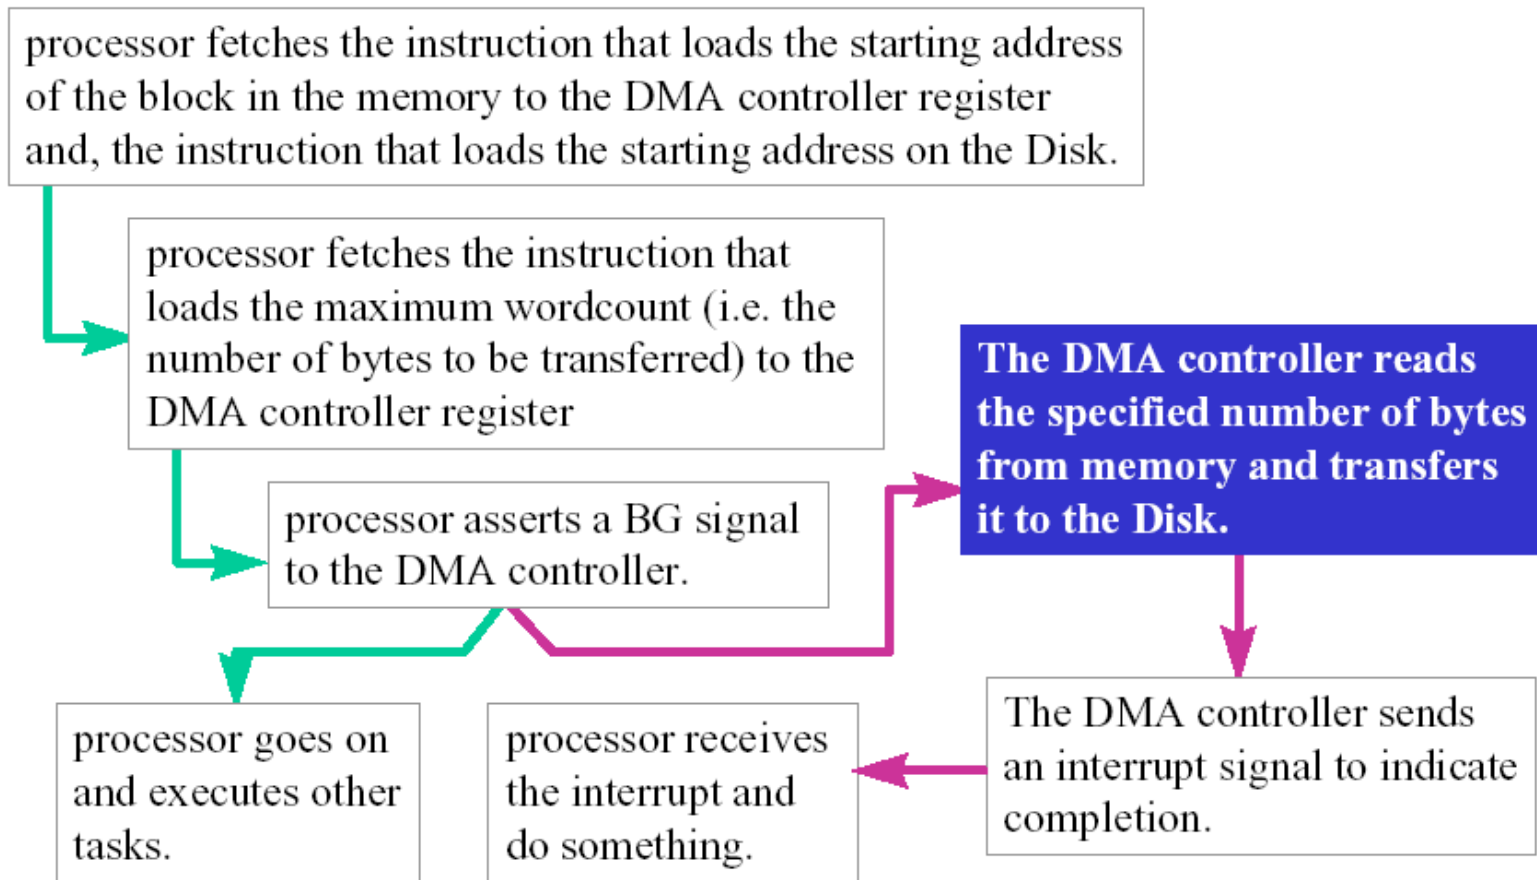 processor fetches the instruction that loads the starting address
of the block in the memory to the DMA controller register
and, the instruction that loads the starting address on the Disk.
processor fetches the instruction that
loads the maximum wordcount (i.e. the
number of bytes to be transferred) to the
DMA controller register
processor asserts a BG signal
to the DMA controller.
The DMA controller reads
the specified number of bytes
from memory and transfers
it to the Disk.
processor goes on
and executes other
tasks.
processor receives
the interrupt and
do something.
The DMA controller sends
an interrupt signal to indicate
completion.